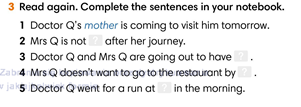 3 Read again. Complete the sentences in your notebook.
1 Doctor Q's mother is coming to visit him tomorrow.
2 Mrs Q is not ? after her journey.
3 Doctor Q and Mrs Q are going out to have ? .
4 Mrs Q doesn't want to go to the restaurant by ? .
5 Doctor Q went for a run at ? in the morning.